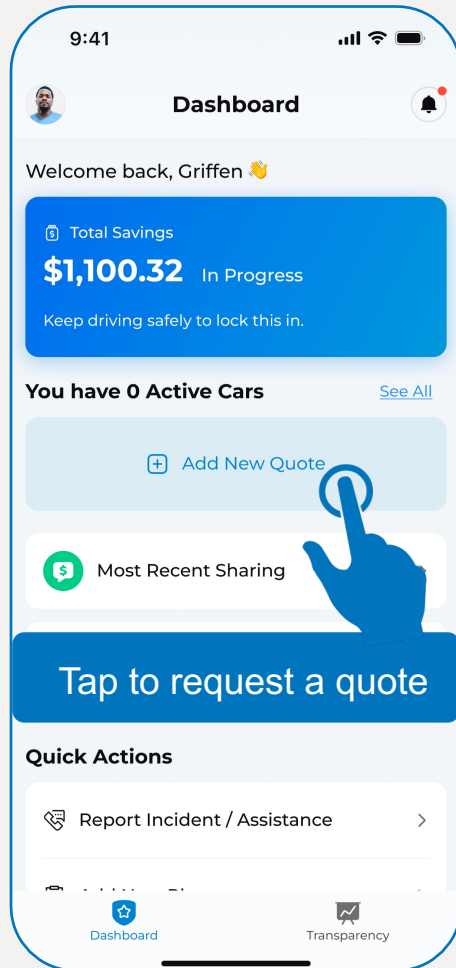 9:41
Dashboard
Welcome back, Griffen 👋
Total Savings
$1,100.32 In Progress
Keep driving safely to lock this in.
You have 0 Active Cars See All
Add New Quote
Most Recent Sharing
Tap to request a quote
Quick Actions
Report Incident / Assistance
Dashboard Transparency